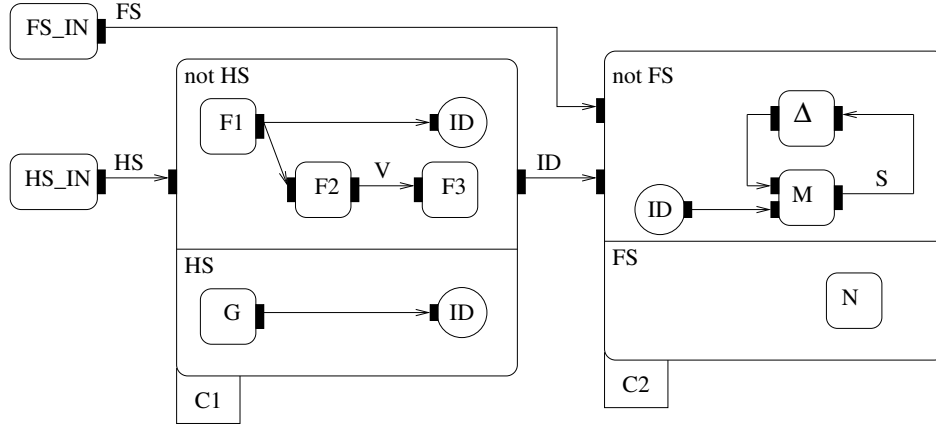 FS
FS_IN
not HS
not FS
F1
ID
Δ
HS
ID
HS_IN
F2
V
F3
M
S
ID
HS
FS
G
ID
N
C1
C2